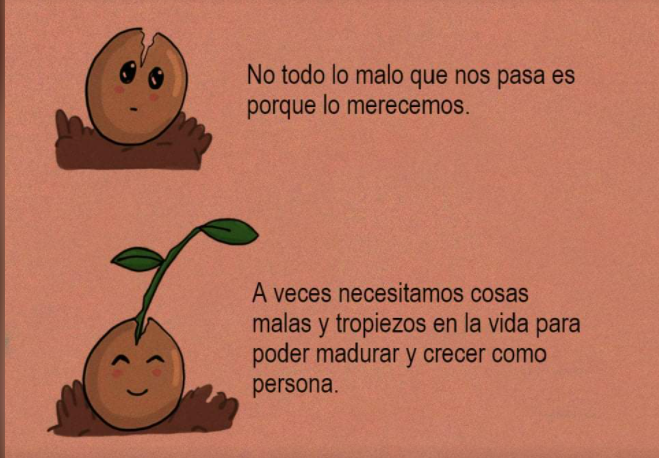 No todo lo malo que nos pasa es
porque lo merecemos.
A veces necesitamos cosas
malas y tropiezos en la vida para
poder madurar y crecer como
persona.